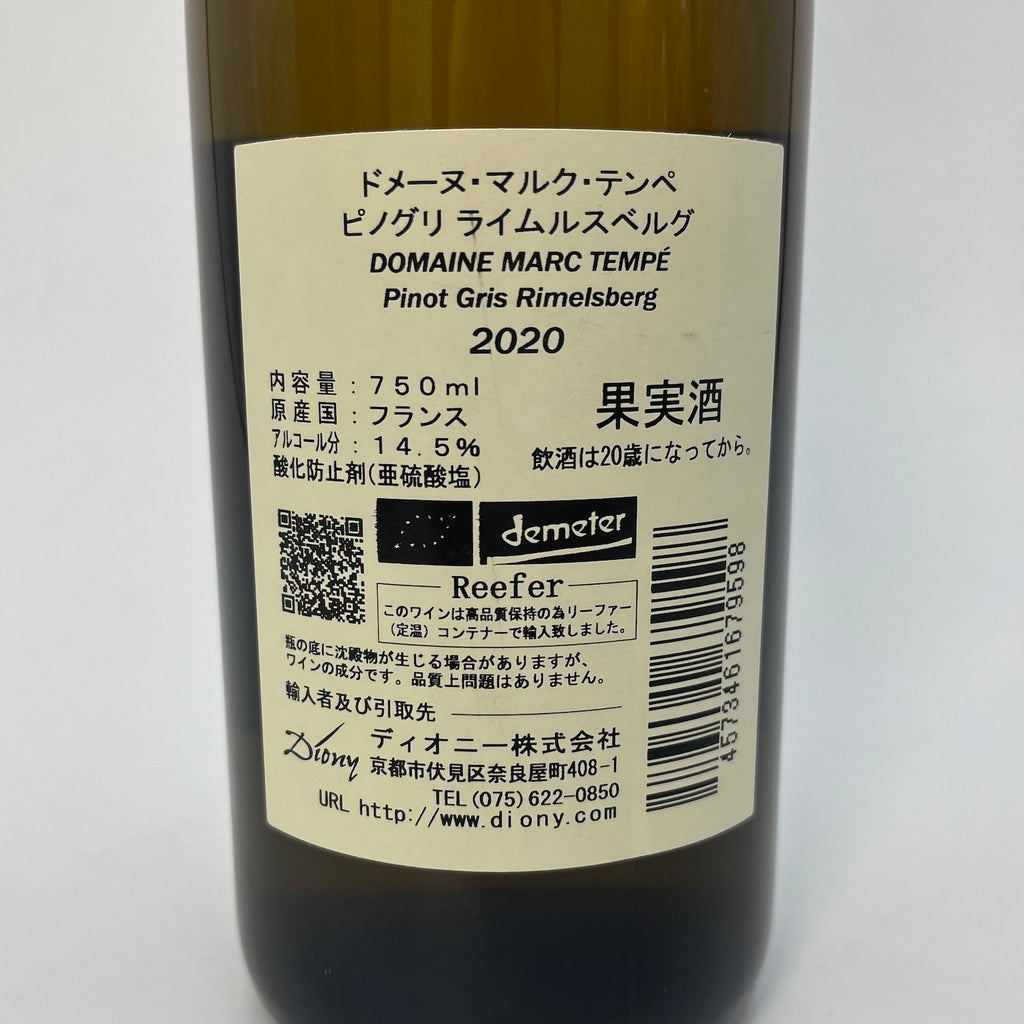 ドメーヌ・マルク・テンペ
ピノグリ ライムルスベルグ
DOMAINE MARC TEMPÉ
Pinot Gris Rimelsberg
2020
内容量：750ml
原産国：フランス
アルコール分：14.5%
酸化防止剤(亜硫酸塩)
果実酒
飲酒は20歳になってから。
demeter
Reefer
このワインは高品質保持の為リーファー
(定温）コンテナーで輸入致しました。
瓶の底に沈殿物が生じる場合がありますが、
ワインの成分です。品質上問題はありません。
輸入者及び引取先
Diony
ディオニー株式会社
京都市伏見区奈良屋町408-1
TEL(075)622-0850
URL http://www.diony.com
4573461679598